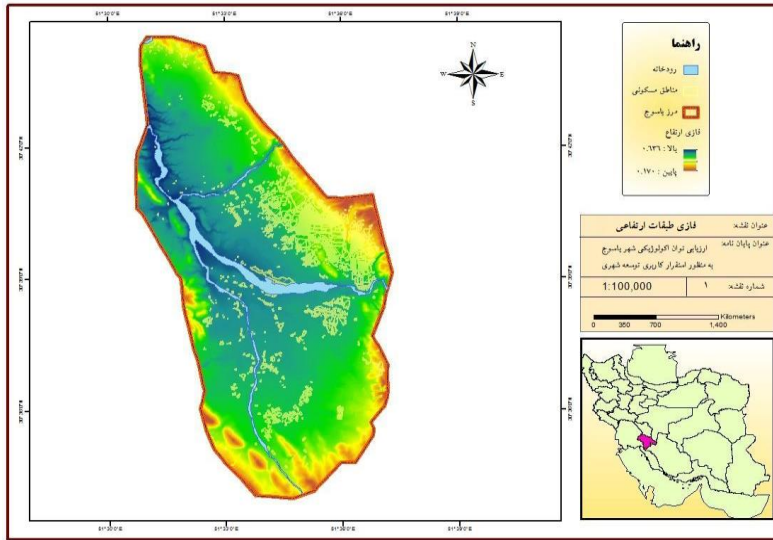 راهنما
رودخانه
مناطق مسکونی
مرز یاسوج
فازی ارتفاع
بالا : ۰.۶۳۶
پایین : ۰.۱۷۰
N
W E
S
عنوان نقشه: فازی طبقات ارتفاعی
عنوان پایان نامه: ارزیابی توان اکولوژیکی شهر یاسوج
به منظور استقرار کاربری توسعه شهری
شماره نقشه: ۱ 1:100,000
Kilometers
0 350 700 1,400